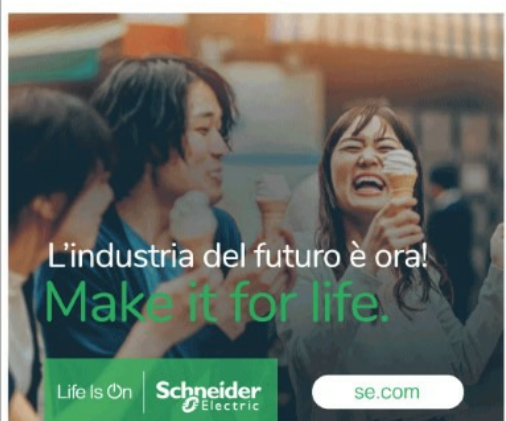 L'industria del futuro è ora!
Make it for life.
Life Is On
Schneider
Electric
se.com